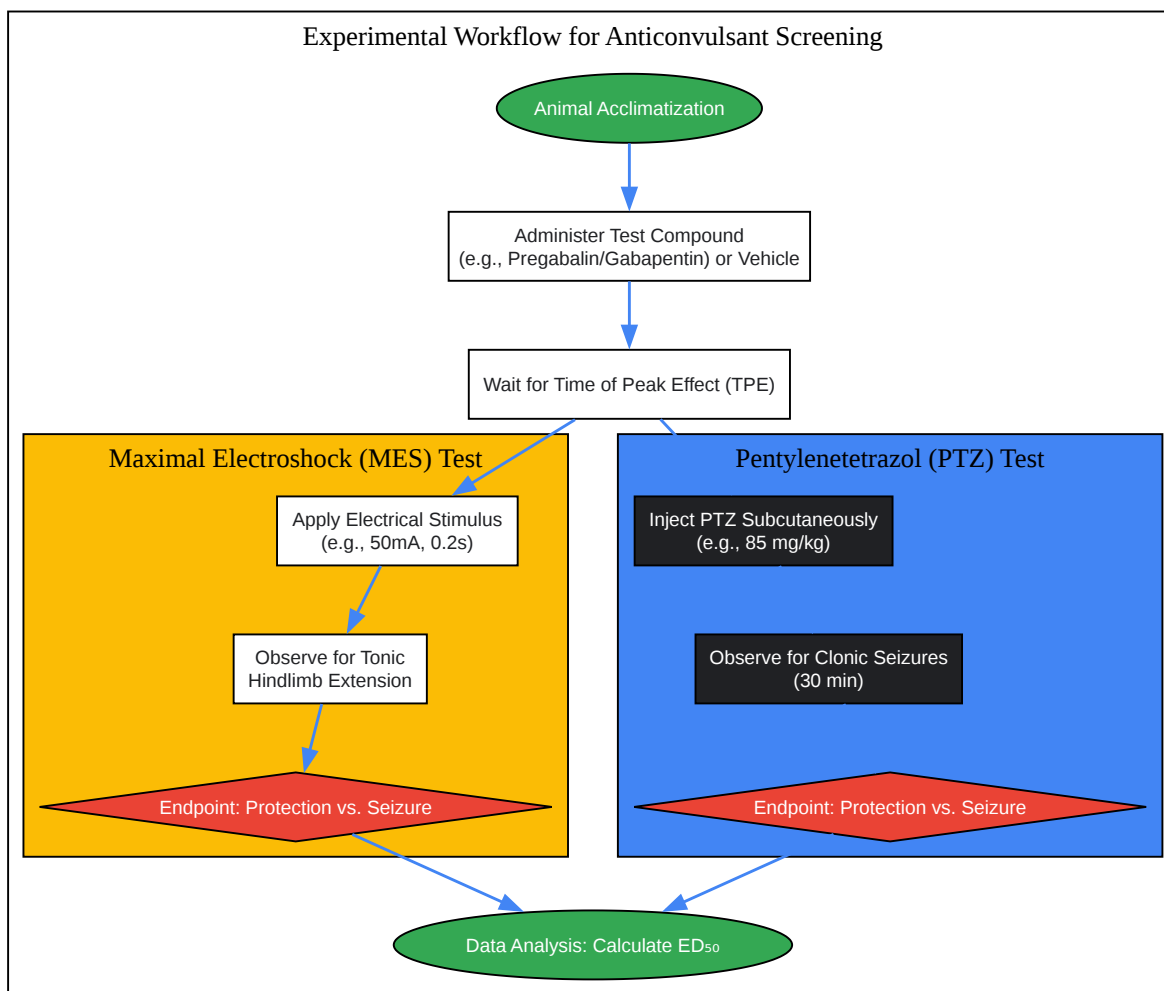 Experimental Workflow for Anticonvulsant Screening
Animal Acclimatization
Administer Test Compound
(e.g., Pregabalin/Gabapentin) or Vehicle
Wait for Time of Peak Effect (TPE)
Maximal Electroshock (MES) Test
Apply Electrical Stimulus
(e.g., 50mA, 0.2s)
Observe for Tonic
Hindlimb Extension
Endpoint: Protection vs. Seizure
Pentylenetetrazol (PTZ) Test
Inject PTZ Subcutaneously
(e.g., 85 mg/kg)
Observe for Clonic Seizures
(30 min)
Endpoint: Protection vs. Seizure
Data Analysis: Calculate ED₅₀